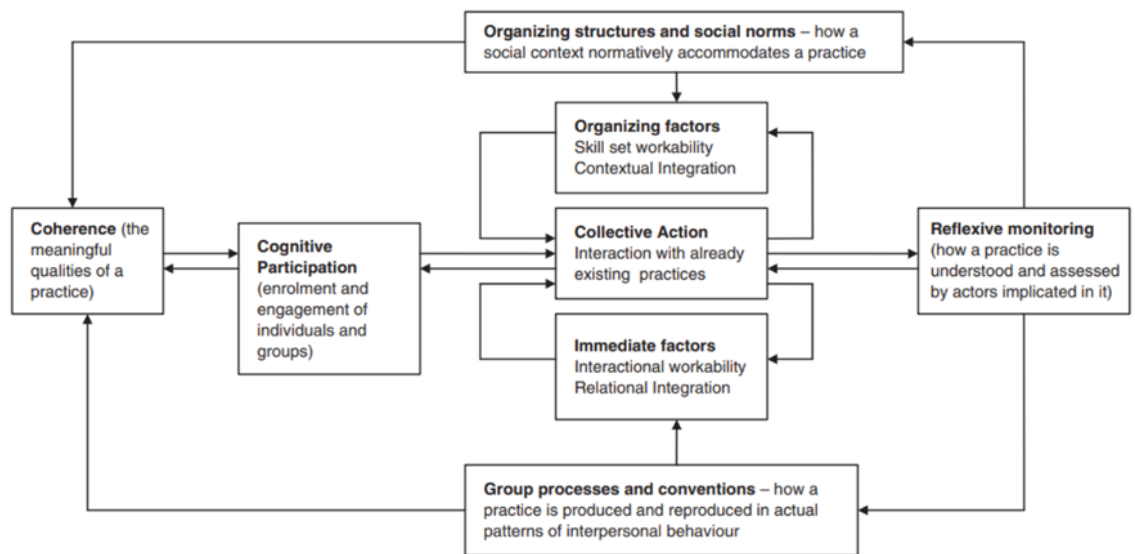 Organizing structures and social norms – how a
social context normatively accommodates a practice
Organizing factors
Skill set workability
Contextual Integration
Coherence (the
meaningful
qualities of a
practice)
Cognitive
Participation
(enrolment and
engagement of
individuals and
groups)
Collective Action
Interaction with already
existing practices
Reflexive monitoring
(how a practice is
understood and assessed
by actors implicated in it)
Immediate factors
Interactional workability
Relational Integration
Group processes and conventions – how a
practice is produced and reproduced in actual
patterns of interpersonal behaviour